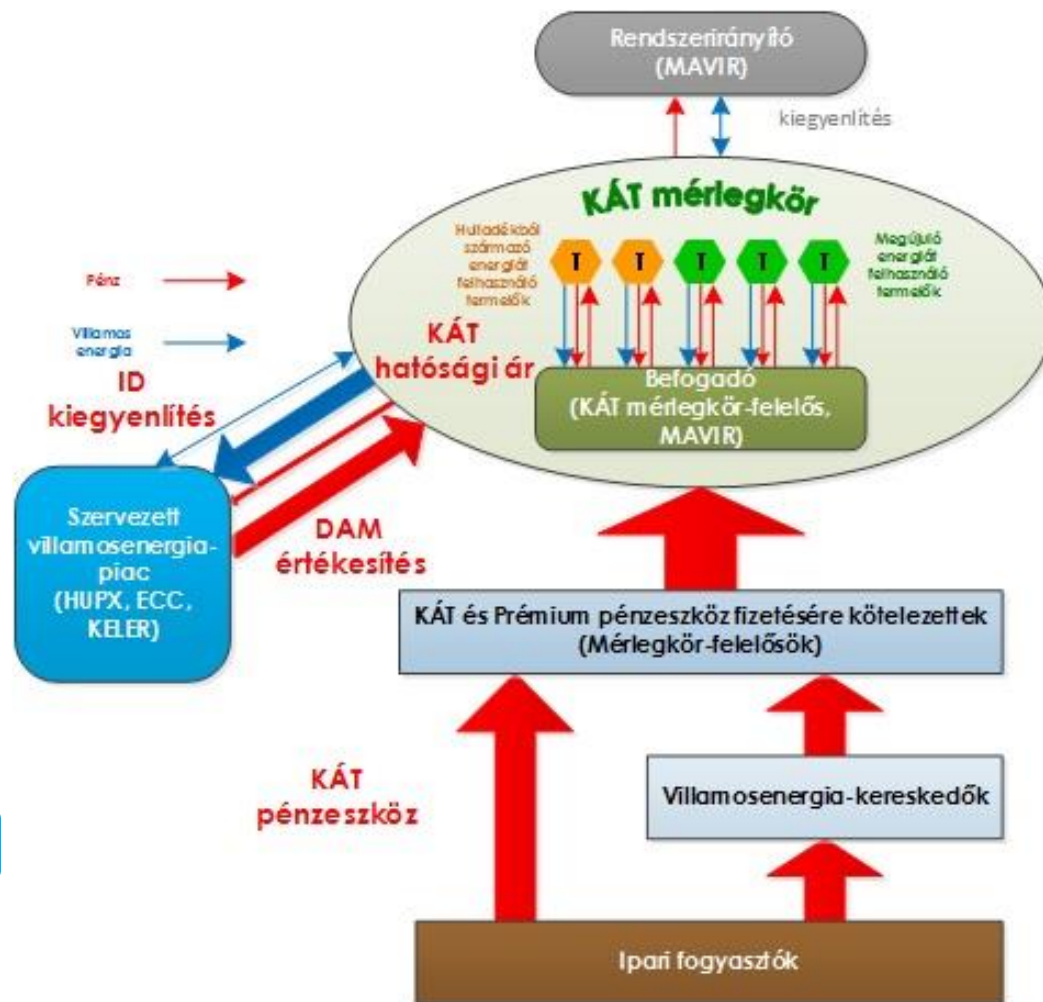 Rendszerirányító
(MAVIR)
kiegyenlítés
KÁT mérlegkör
Hulladékból
származó
energiát
felhasználó
termelők
T
T
T
T
T
Megújuló
energiát
felhasználó
termelők
Pénz
Villamos
energia
KÁT
hatósági ár
Befogadó
(KÁT mérlegkör-felelős,
MAVIR)
ID
kiegyenlítés
Szervezett
villamosenergia-
piac
(HUPX, ECC,
KELER)
DAM
értékesítés
KÁT és Prémium pénzeszköz fizetésére kötelezettek
(Mérlegkör-felelősök)
KÁT
pénzeszköz
Villamosenergia-kereskedők
Ipari fogyasztók